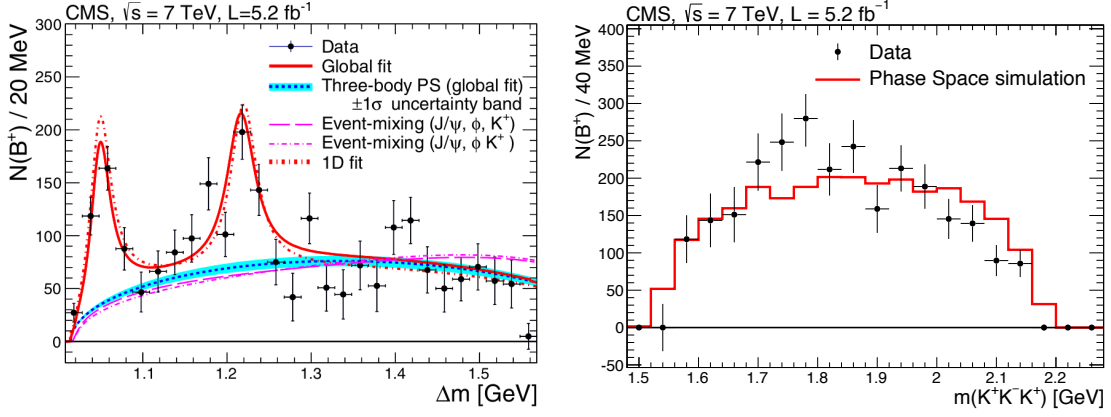 CMS, √s = 7 TeV, L=5.2 fb⁻¹
N(B⁺) / 20 MeV
300
250
200
150
100
50
0
Data
Global fit
Three-body PS (global fit)
±1σ uncertainty band
Event-mixing (J/ψ, φ, K⁺)
Event-mixing (J/ψ, φ K⁺ )
1D fit
1.1
1.2
1.3
1.4
1.5
Δm [GeV]
CMS, √s = 7 TeV, L = 5.2 fb⁻¹
N(B⁺) / 40 MeV
400
350
300
250
200
150
100
50
0
-50
Data
Phase Space simulation
1.5
1.6
1.7
1.8
1.9
2
2.1
2.2
m(K⁺K⁻K⁺) [GeV]